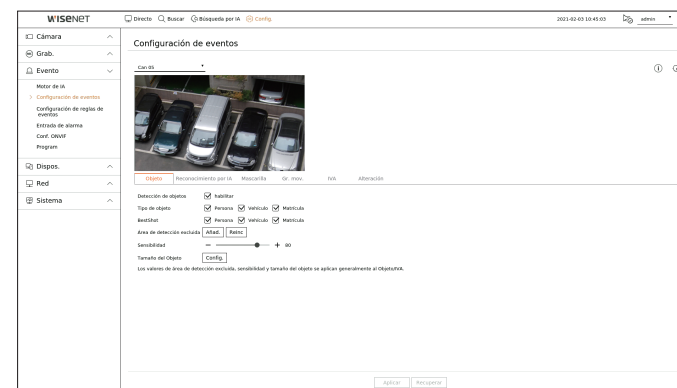 WISENET
Directo Buscar Búsqueda por IA Config.
2021-02-03 10:45:03 admin
Cámara
Grab.
Evento
Motor de IA
Configuración de eventos
Configuración de reglas de
eventos
Entrada de alarma
Conf. ONVIF
Program
Dispos.
Red
Sistema
Configuración de eventos
Can 05
Objeto Reconocimiento por IA Mascarilla Gr. mov. IVA Alteración
Detección de objetos habilitar
Tipo de objeto Persona Vehículo Matrícula
BestShot Persona Vehículo Matrícula
Área de detección excluida Añad. Reinc
Sensibilidad 80
Tamaño del Objeto Config.
Los valores de área de detección excluida, sensibilidad y tamaño del objeto se aplican generalmente al Objeto/IVA.
Aplicar Recuperar